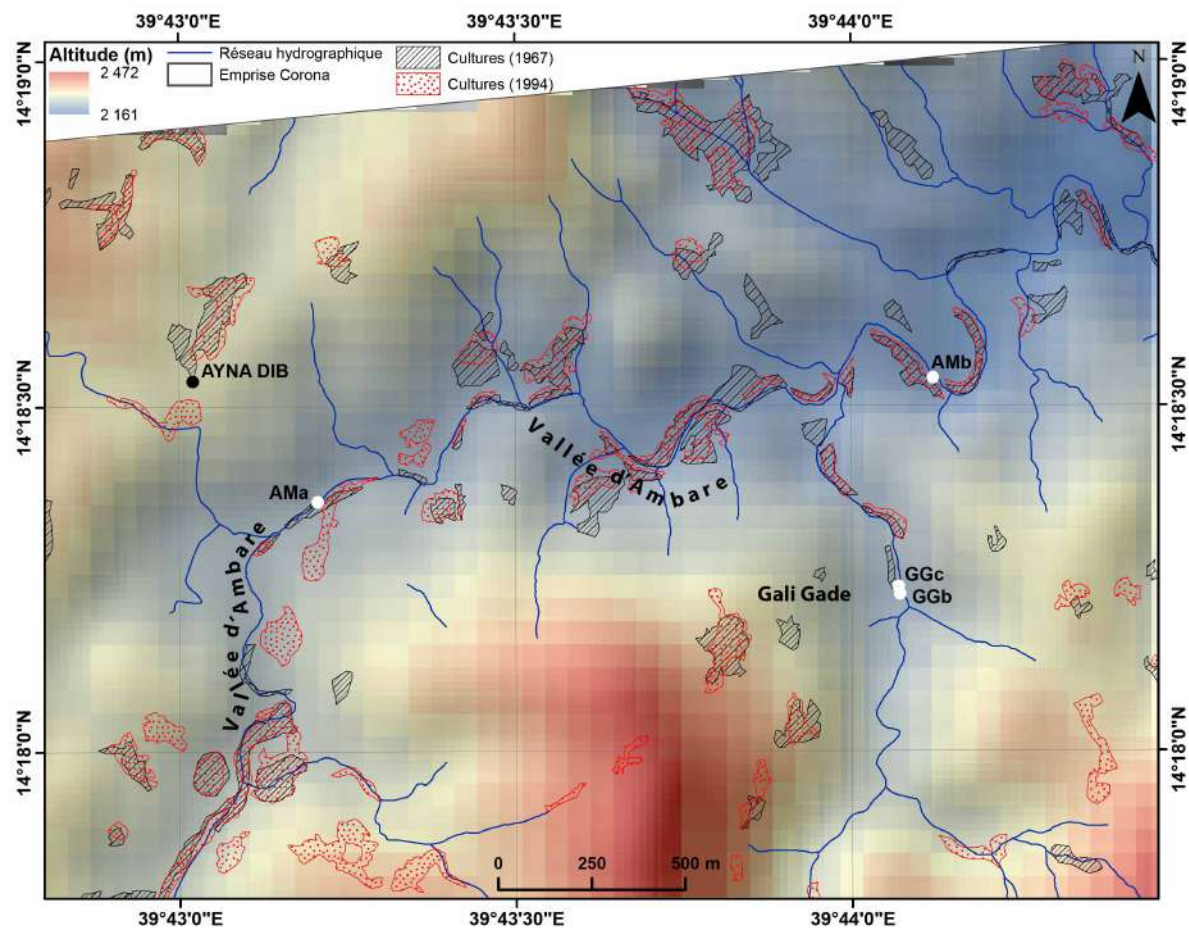 39°43'0"E 39°43'30"E 39°44'0"E
Altitude (m)
2 472
2 161
Réseau hydrographique
Emprise Corona
Cultures (1967)
Cultures (1994)
N
14°19'0"N
14°19'0"N
AYNA DIB
AMb
14°18'30"N
14°18'30"N
Vallée d'Ambare
AMa
Vallée d'Ambare
GGc
Gali Gade
GGb
14°18'0"N
14°18'0"N
0 250 500 m
39°43'0"E 39°43'30"E 39°44'0"E